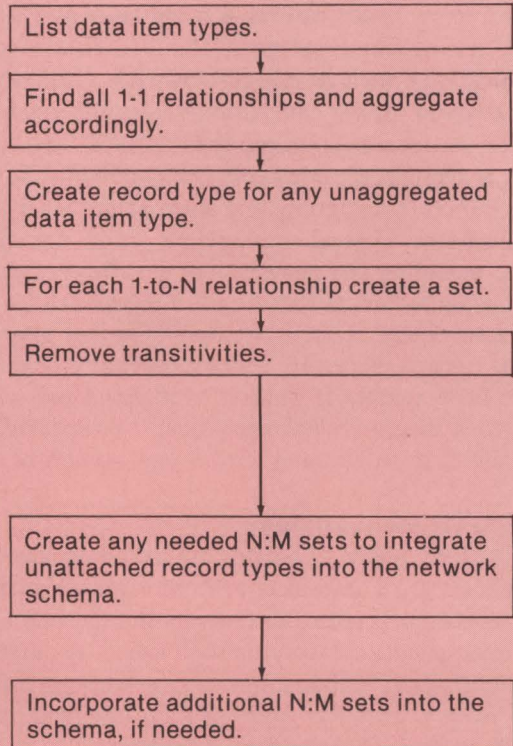 List data item types.
Find all 1-1 relationships and aggregate
accordingly.
Create record type for any unaggregated
data item type.
For each 1-to-N relationship create a set.
Remove transitivities.
Create any needed N:M sets to integrate
unattached record types into the network
schema.
Incorporate additional N:M sets into the
schema, if needed.